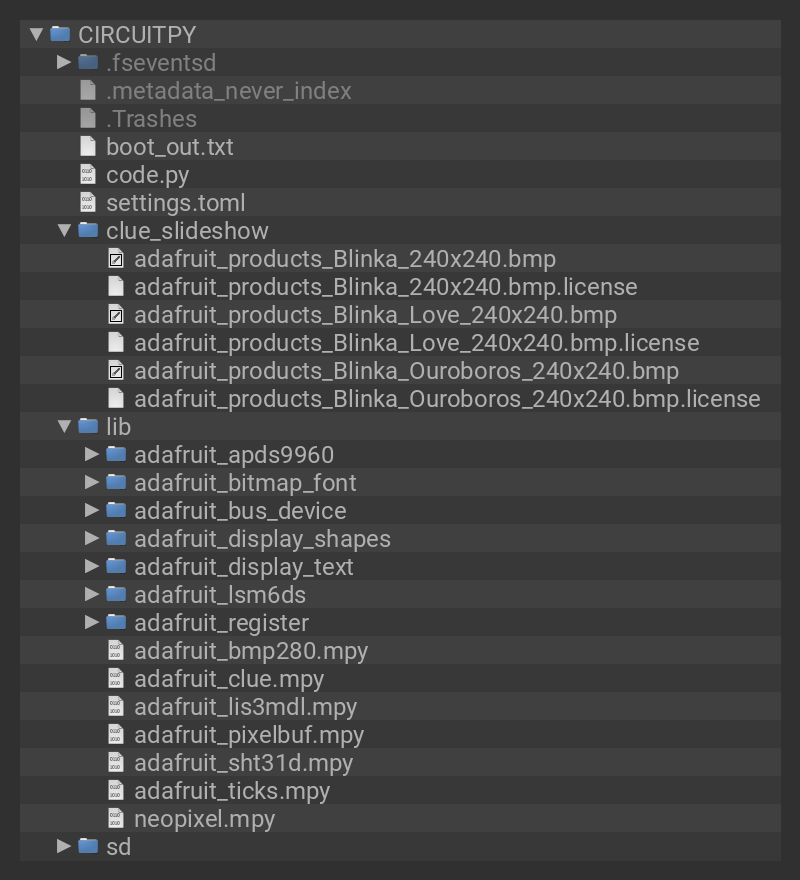 CIRCUITPY
.fseventsd
.metadata_never_index
.Trashes
boot_out.txt
code.py
settings.toml
clue_slideshow
adafruit_products_Blinka_240x240.bmp
adafruit_products_Blinka_240x240.bmp.license
adafruit_products_Blinka_Love_240x240.bmp
adafruit_products_Blinka_Love_240x240.bmp.license
adafruit_products_Blinka_Ouroboros_240x240.bmp
adafruit_products_Blinka_Ouroboros_240x240.bmp.license
lib
adafruit_apds9960
adafruit_bitmap_font
adafruit_bus_device
adafruit_display_shapes
adafruit_display_text
adafruit_lsm6ds
adafruit_register
adafruit_bmp280.mpy
adafruit_clue.mpy
adafruit_lis3mdl.mpy
adafruit_pixelbuf.mpy
adafruit_sht31d.mpy
adafruit_ticks.mpy
neopixel.mpy
sd